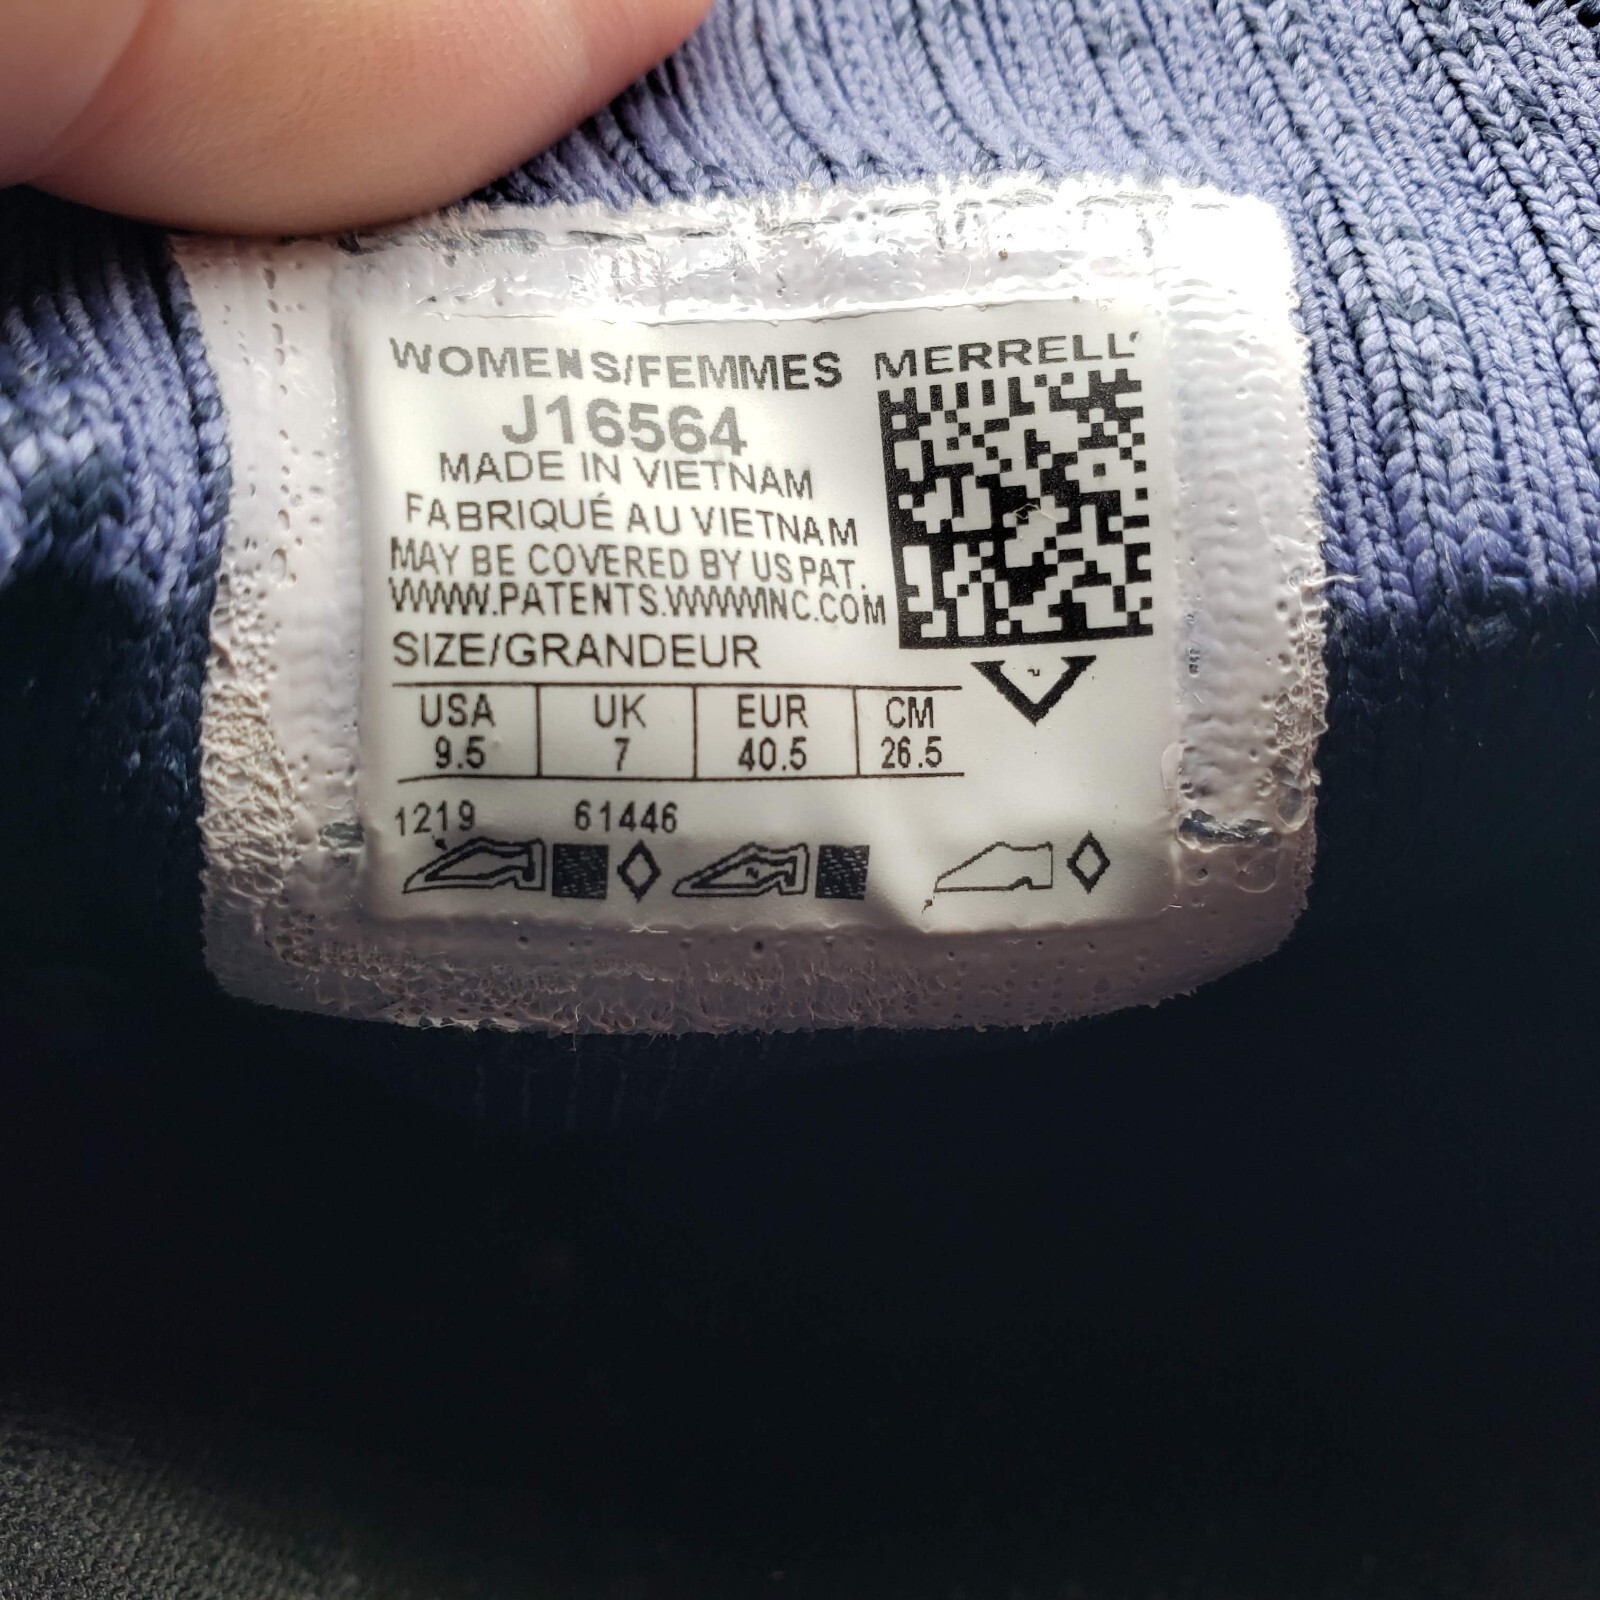 WOMENS/FEMMES MERRELL
J16564
MADE IN VIETNAM
FABRIQUÉ AU VIETNAM
MAY BE COVERED BY US PAT.
WWW.PATENTS.WWWINC.COM
SIZE/GRANDEUR
USA UK EUR CM
9.5 7 40.5 26.5
1219 61446